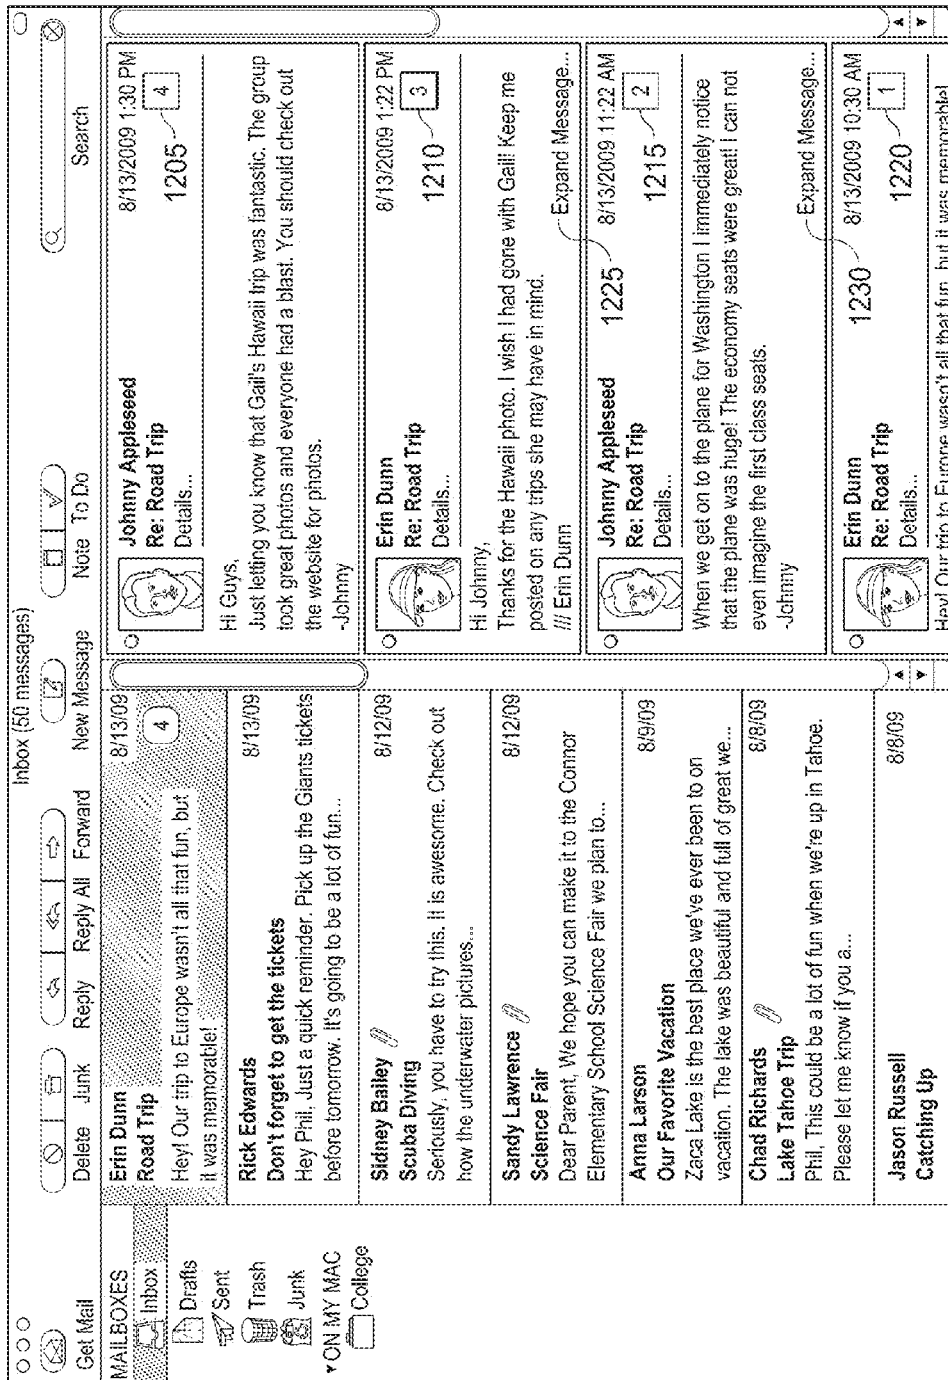 Inbox (50 messages)
Get Mail
Delete
Junk
Reply
Reply All
Forward
New Message
Note
To Do
Search
MAILBOXES
Inbox
Drafts
Sent
Trash
Junk
ON MY MAC
College
Erin Dunn 8/13/09
Road Trip 4
Hey! Our trip to Europe wasn't all that fun, but
it was memorable!
Rick Edwards 8/13/09
Don't forget to get the tickets
Hey Phil, Just a quick reminder. Pick up the Giants tickets
before tomorrow. It's going to be a lot of fun...
Sidney Bailey 8/12/09
Scuba Diving
Seriously, you have to try this. It is awesome. Check out
how the underwater pictures...
Sandy Lawrence 8/12/09
Science Fair
Dear Parent, We hope you can make it to the Connor
Elementary School Science Fair we plan to...
Anna Larson 8/9/09
Our Favorite Vacation
Zaca Lake is the best place we've ever been to on
vacation. The lake was beautiful and full of great we...
Chad Richards 8/8/09
Lake Tahoe Trip
Phil, This could be a lot of fun when we're up in Tahoe.
Please let me know if you a...
Jason Russell 8/8/09
Catching Up
Johnny Appleseed 8/13/2009 1:30 PM
Re: Road Trip 1205 4
Details...
Hi Guys,
Just letting you know that Gail's Hawaii trip was fantastic. The group
took great photos and everyone had a blast. You should check out
the website for photos.
-Johnny
Erin Dunn 8/13/2009 1:22 PM
Re: Road Trip 1210 3
Details...
Hi Johnny,
Thanks for the Hawaii photo. I wish I had gone with Gail! Keep me
posted on any trips she may have in mind.
/// Erin Dunn Expand Message...
Johnny Appleseed 1225 8/13/2009 11:22 AM
Re: Road Trip 1215 2
Details...
When we get on to the plane for Washington I immediately notice
that the plane was huge! The economy seats were great! I can not
even imagine the first class seats.
-Johnny Expand Message...
Erin Dunn 1230 8/13/2009 10:30 AM
Re: Road Trip 1220 1
Details...
Hey! Our trip to Europe wasn't all that fun, but it was memorable!